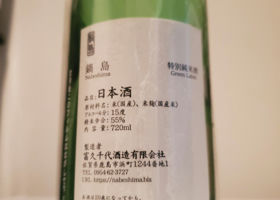 鍋島
Nabeshima
特別純米酒
Green Label
品目:日本酒
原材料名:米(国産)、米麹(国産米)
アルコール分:15度
精米歩合:55%
内容量:720ml
製造者
富久千代酒造有限会社
佐賀県鹿島市浜町1244番地1
TEL 0954-62-3727
URL https://nabeshima.biz